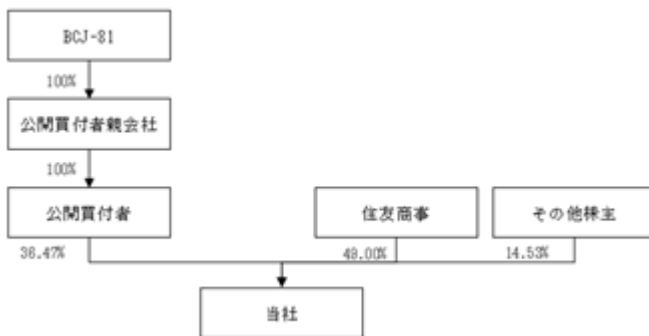 BCJ-81
100%
公開買付者親会社
100%
公開買付者
住友商事
その他株主
36.47%
49.00%
14.53%
当社